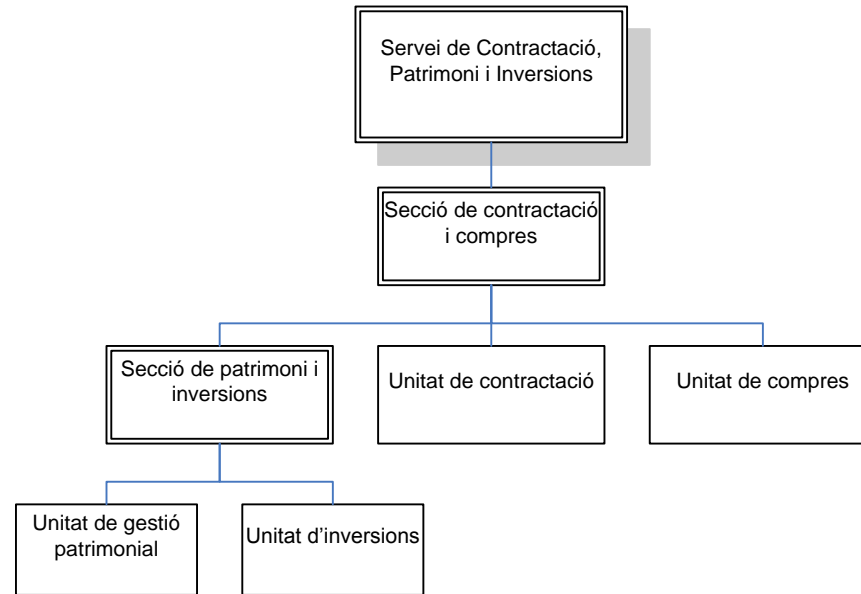 Servei de Contractació,
Patrimoni i Inversions
Secció de contractació
i compres
Secció de patrimoni i
inversions
Unitat de contractació
Unitat de compres
Unitat de gestió
patrimonial
Unitat d’inversions